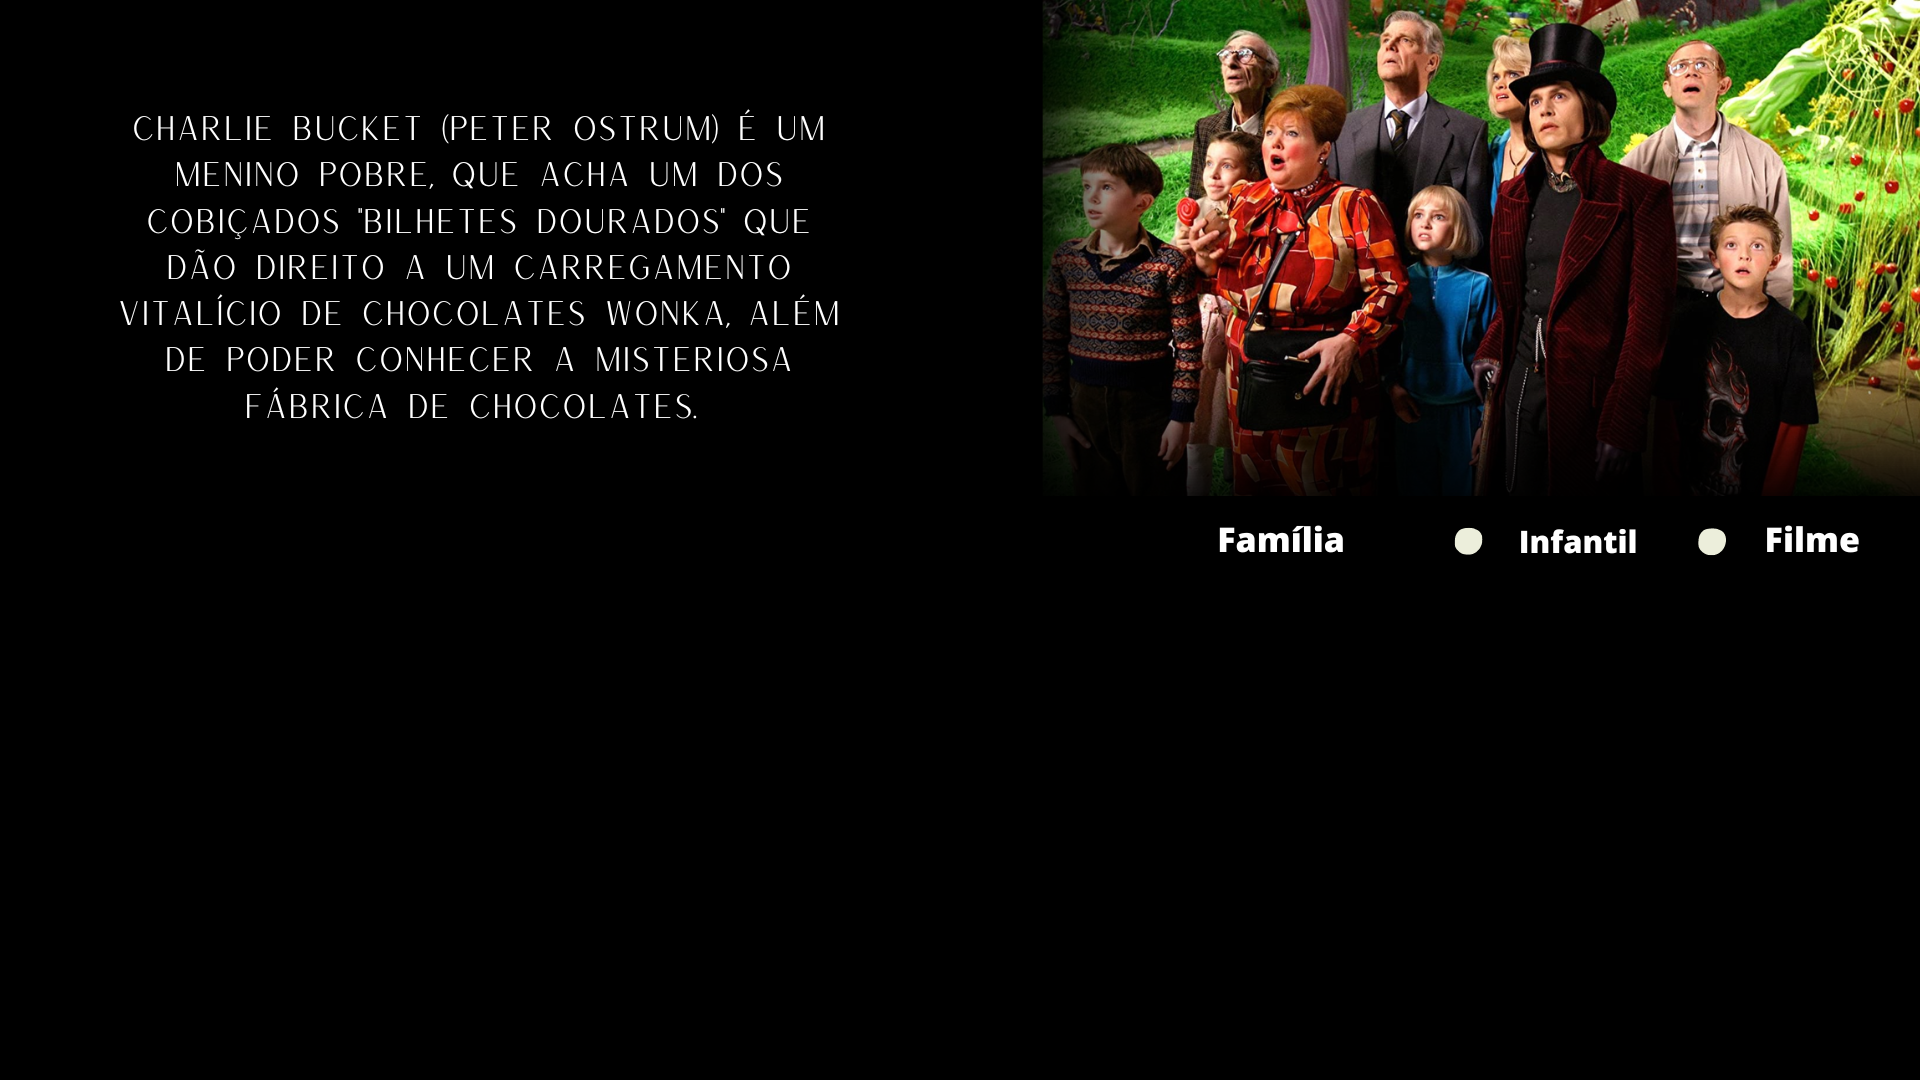 CHARLIE BUCKET (PETER OSTRUM) É UM
MENINO POBRE, QUE ACHA UM DOS
COBIÇADOS "BILHETES DOURADOS" QUE
DÃO DIREITO A UM CARREGAMENTO
VITALÍCIO DE CHOCOLATES WONKA, ALÉM
DE PODER CONHECER A MISTERIOSA
FÁBRICA DE CHOCOLATES.
Família
Infantil
Filme